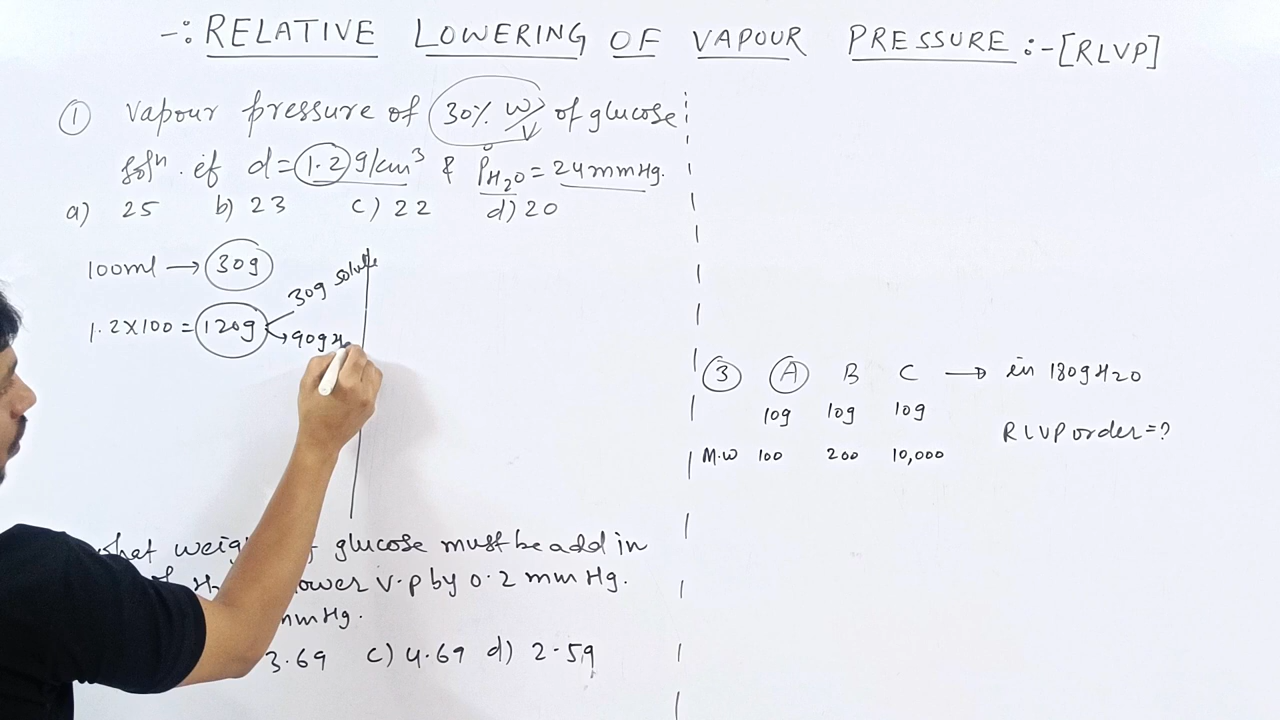 -: RELATIVE LOWERING OF VAPOUR PRESSURE :- [RLVP]
① Vapour pressure of 30% W/V of glucose
solⁿ. if d = 1.2 g/cm³ & P°H₂O = 24 mmHg.
a) 25 b) 23 c) 22 d) 20
100ml → 30g
1.2×100 = 120g
30g solute
90g H
what glucose must be add in
lower v.p by 0.2 mm Hg.
mmHg.
3.69 c) 4.69 d) 2.59
③ A B C → in 180g H2O
10g 10g 10g
RLVP order = ?
M.W 100 200 10,000